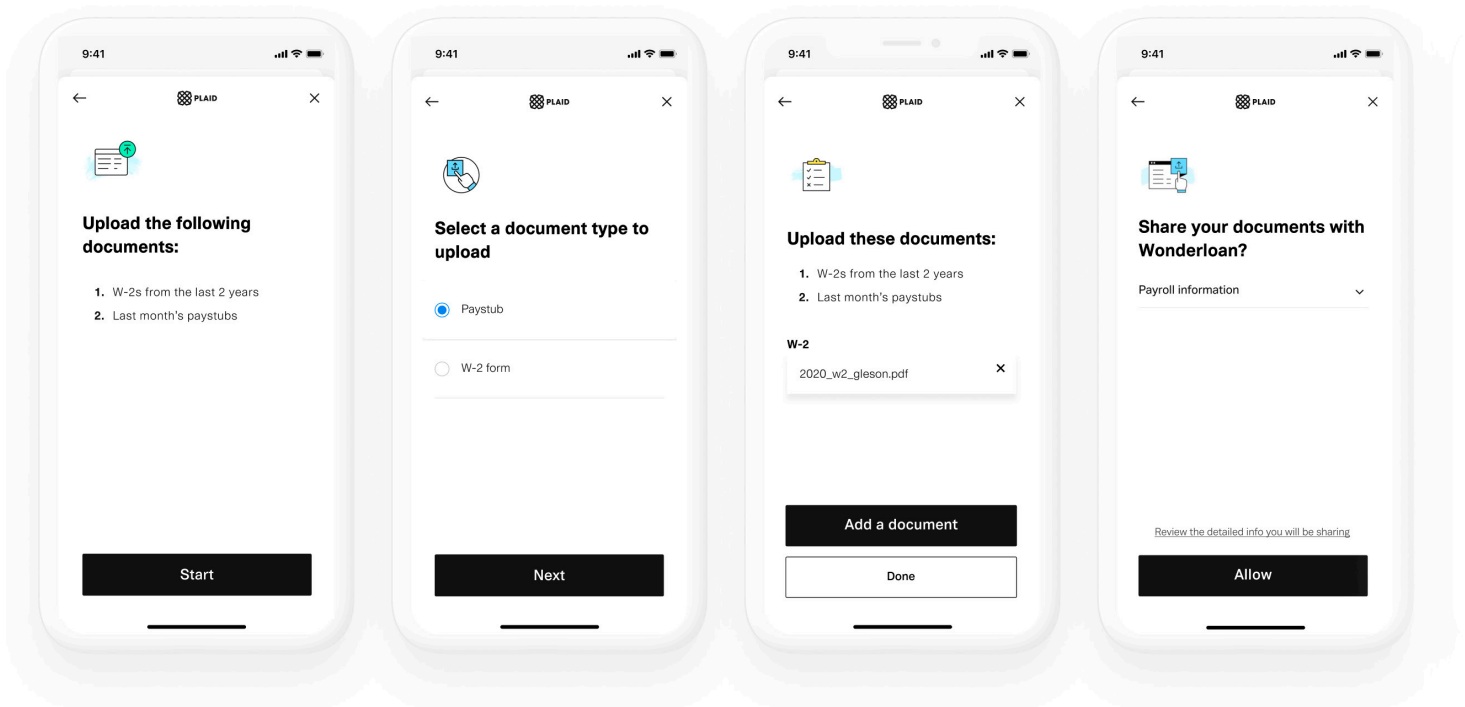 9:41
PLAID
Upload the following
documents:
1. W-2s from the last 2 years
2. Last month's paystubs
Start
9:41
PLAID
Select a document type to
upload
Paystub
W-2 form
Next
9:41
PLAID
Upload these documents:
1. W-2s from the last 2 years
2. Last month's paystubs
W-2
2020_w2_gleson.pdf
Add a document
Done
9:41
PLAID
Share your documents with
Wonderloan?
Payroll information
Review the detailed info you will be sharing
Allow